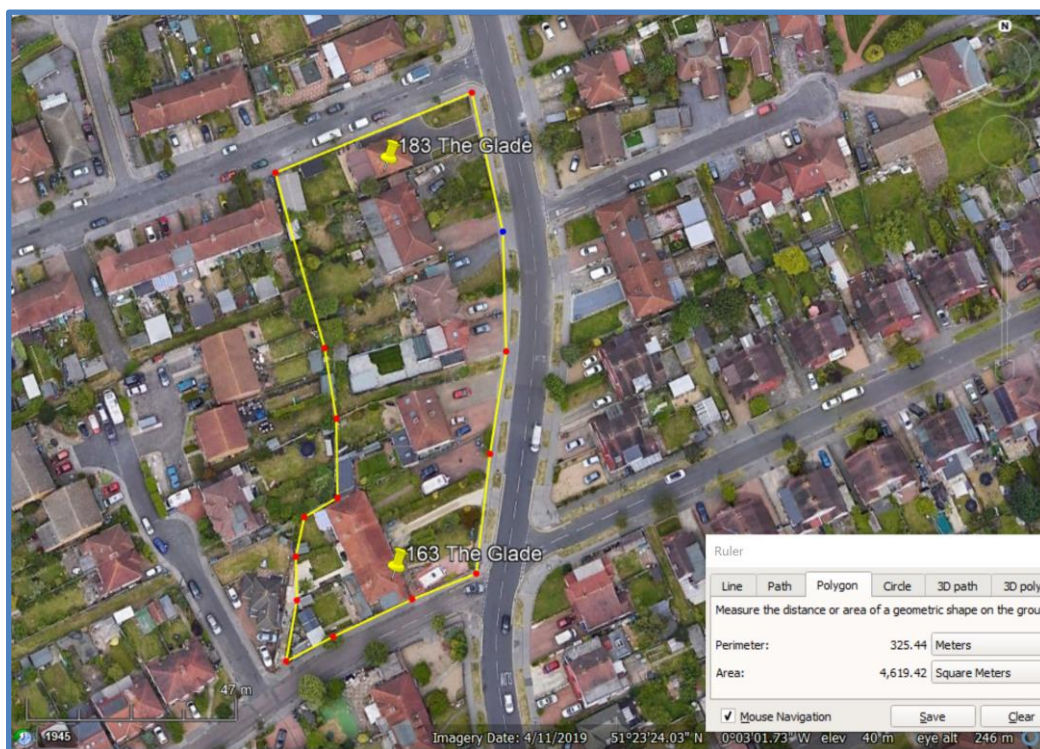 N
183 The Glade
163 The Glade
47 m
Ruler
Line Path Polygon Circle 3D path 3D poly
Measure the distance or area of a geometric shape on the grou
Perimeter: 325.44 Meters
Area: 4,619.42 Square Meters
Mouse Navigation Save Clear
1945 Imagery Date: 4/11/2019 51°23'24.03" N 0°03'01.73" W elev 40 m eye alt 246 m